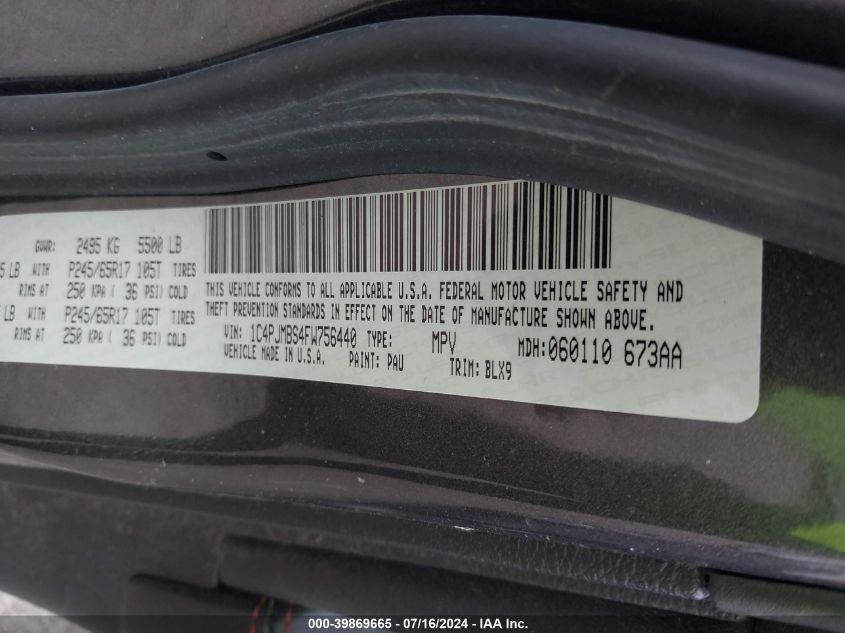 GVWR: 2495 KG 5500 LB
5 LB WITH P245/65R17 105T TIRES
RIMS AT 250 KPA ( 36 PSI) COLD
LB WITH P245/65R17 105T TIRES
RIMS AT 250 KPA ( 36 PSI) COLD
THIS VEHICLE CONFORMS TO ALL APPLICABLE U.S.A. FEDERAL MOTOR VEHICLE SAFETY AND
THEFT PREVENTION STANDARDS IN EFFECT ON THE DATE OF MANUFACTURE SHOWN ABOVE.
VIN: 1C4PJMBS4FW756440 TYPE: MPV MDH:060110 673AA
VEHICLE MADE IN U.S.A. PAINT: PAU TRIM: BLX9
000-39869665 - 07/16/2024 - IAA Inc.